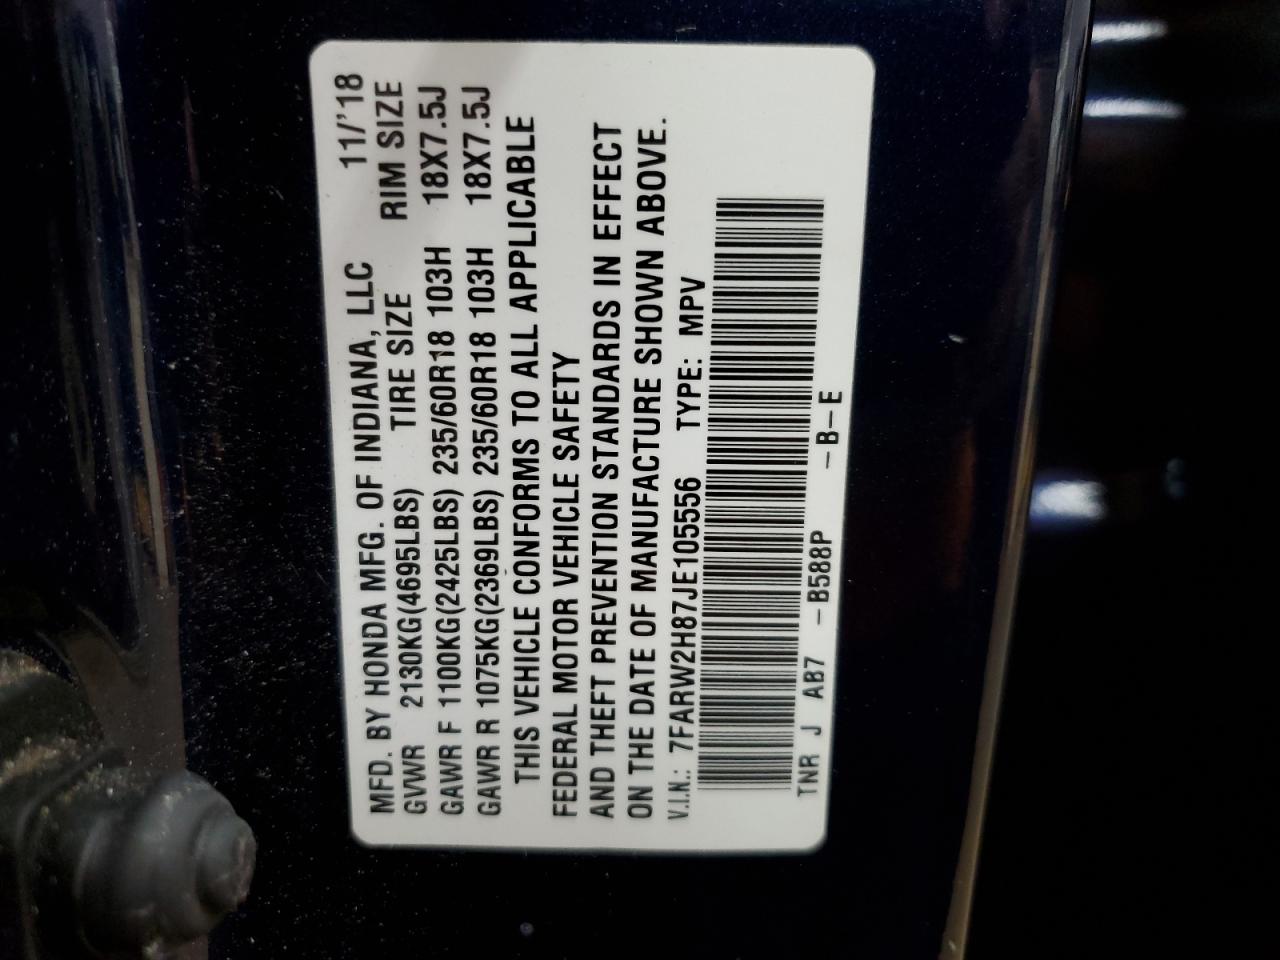 MFD. BY HONDA MFG. OF INDIANA, LLC 11/'18
GVWR 2130KG(4695LBS) TIRE SIZE RIM SIZE
GAWR F 1100KG(2425LBS) 235/60R18 103H 18X7.5J
GAWR R 1075KG(2369LBS) 235/60R18 103H 18X7.5J
THIS VEHICLE CONFORMS TO ALL APPLICABLE
FEDERAL MOTOR VEHICLE SAFETY
AND THEFT PREVENTION STANDARDS IN EFFECT
ON THE DATE OF MANUFACTURE SHOWN ABOVE.
V.I.N.: 7FARW2H87JE105556 TYPE: MPV
TNR J AB7 -B588P -B-E